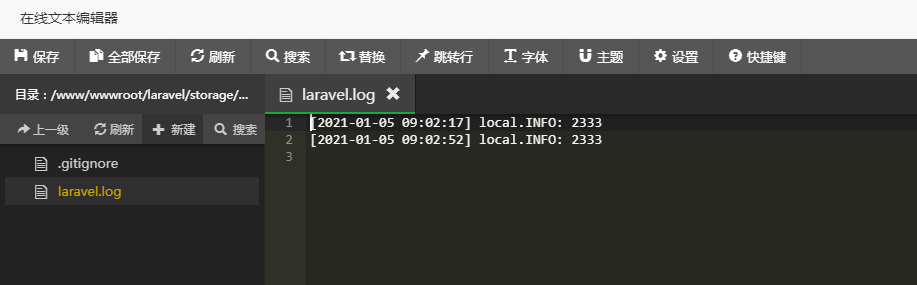 在线文本编辑器
保存 全部保存 刷新 搜索 替换 跳转行 字体 主题 设置 快捷键
目录：/www/wwwroot/laravel/storage/...
laravel.log
上一级 刷新 新建 搜索
.gitignore
laravel.log
1 [2021-01-05 09:02:17] local.INFO: 2333
2 [2021-01-05 09:02:52] local.INFO: 2333
3